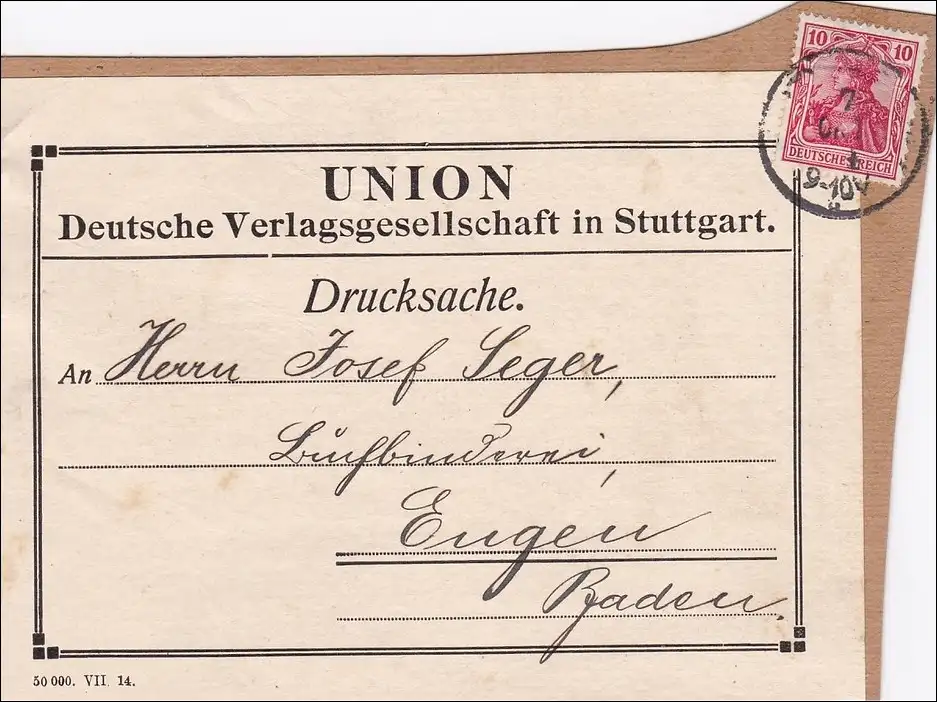 10 10
DEUTSCHES REICH
9-10V
UNION
Deutsche Verlagsgesellschaft in Stuttgart.
Drucksache.
An Herrn Josef Seger,
Buchbinderei,
Engen
Baden.
50 000. VII. 14.